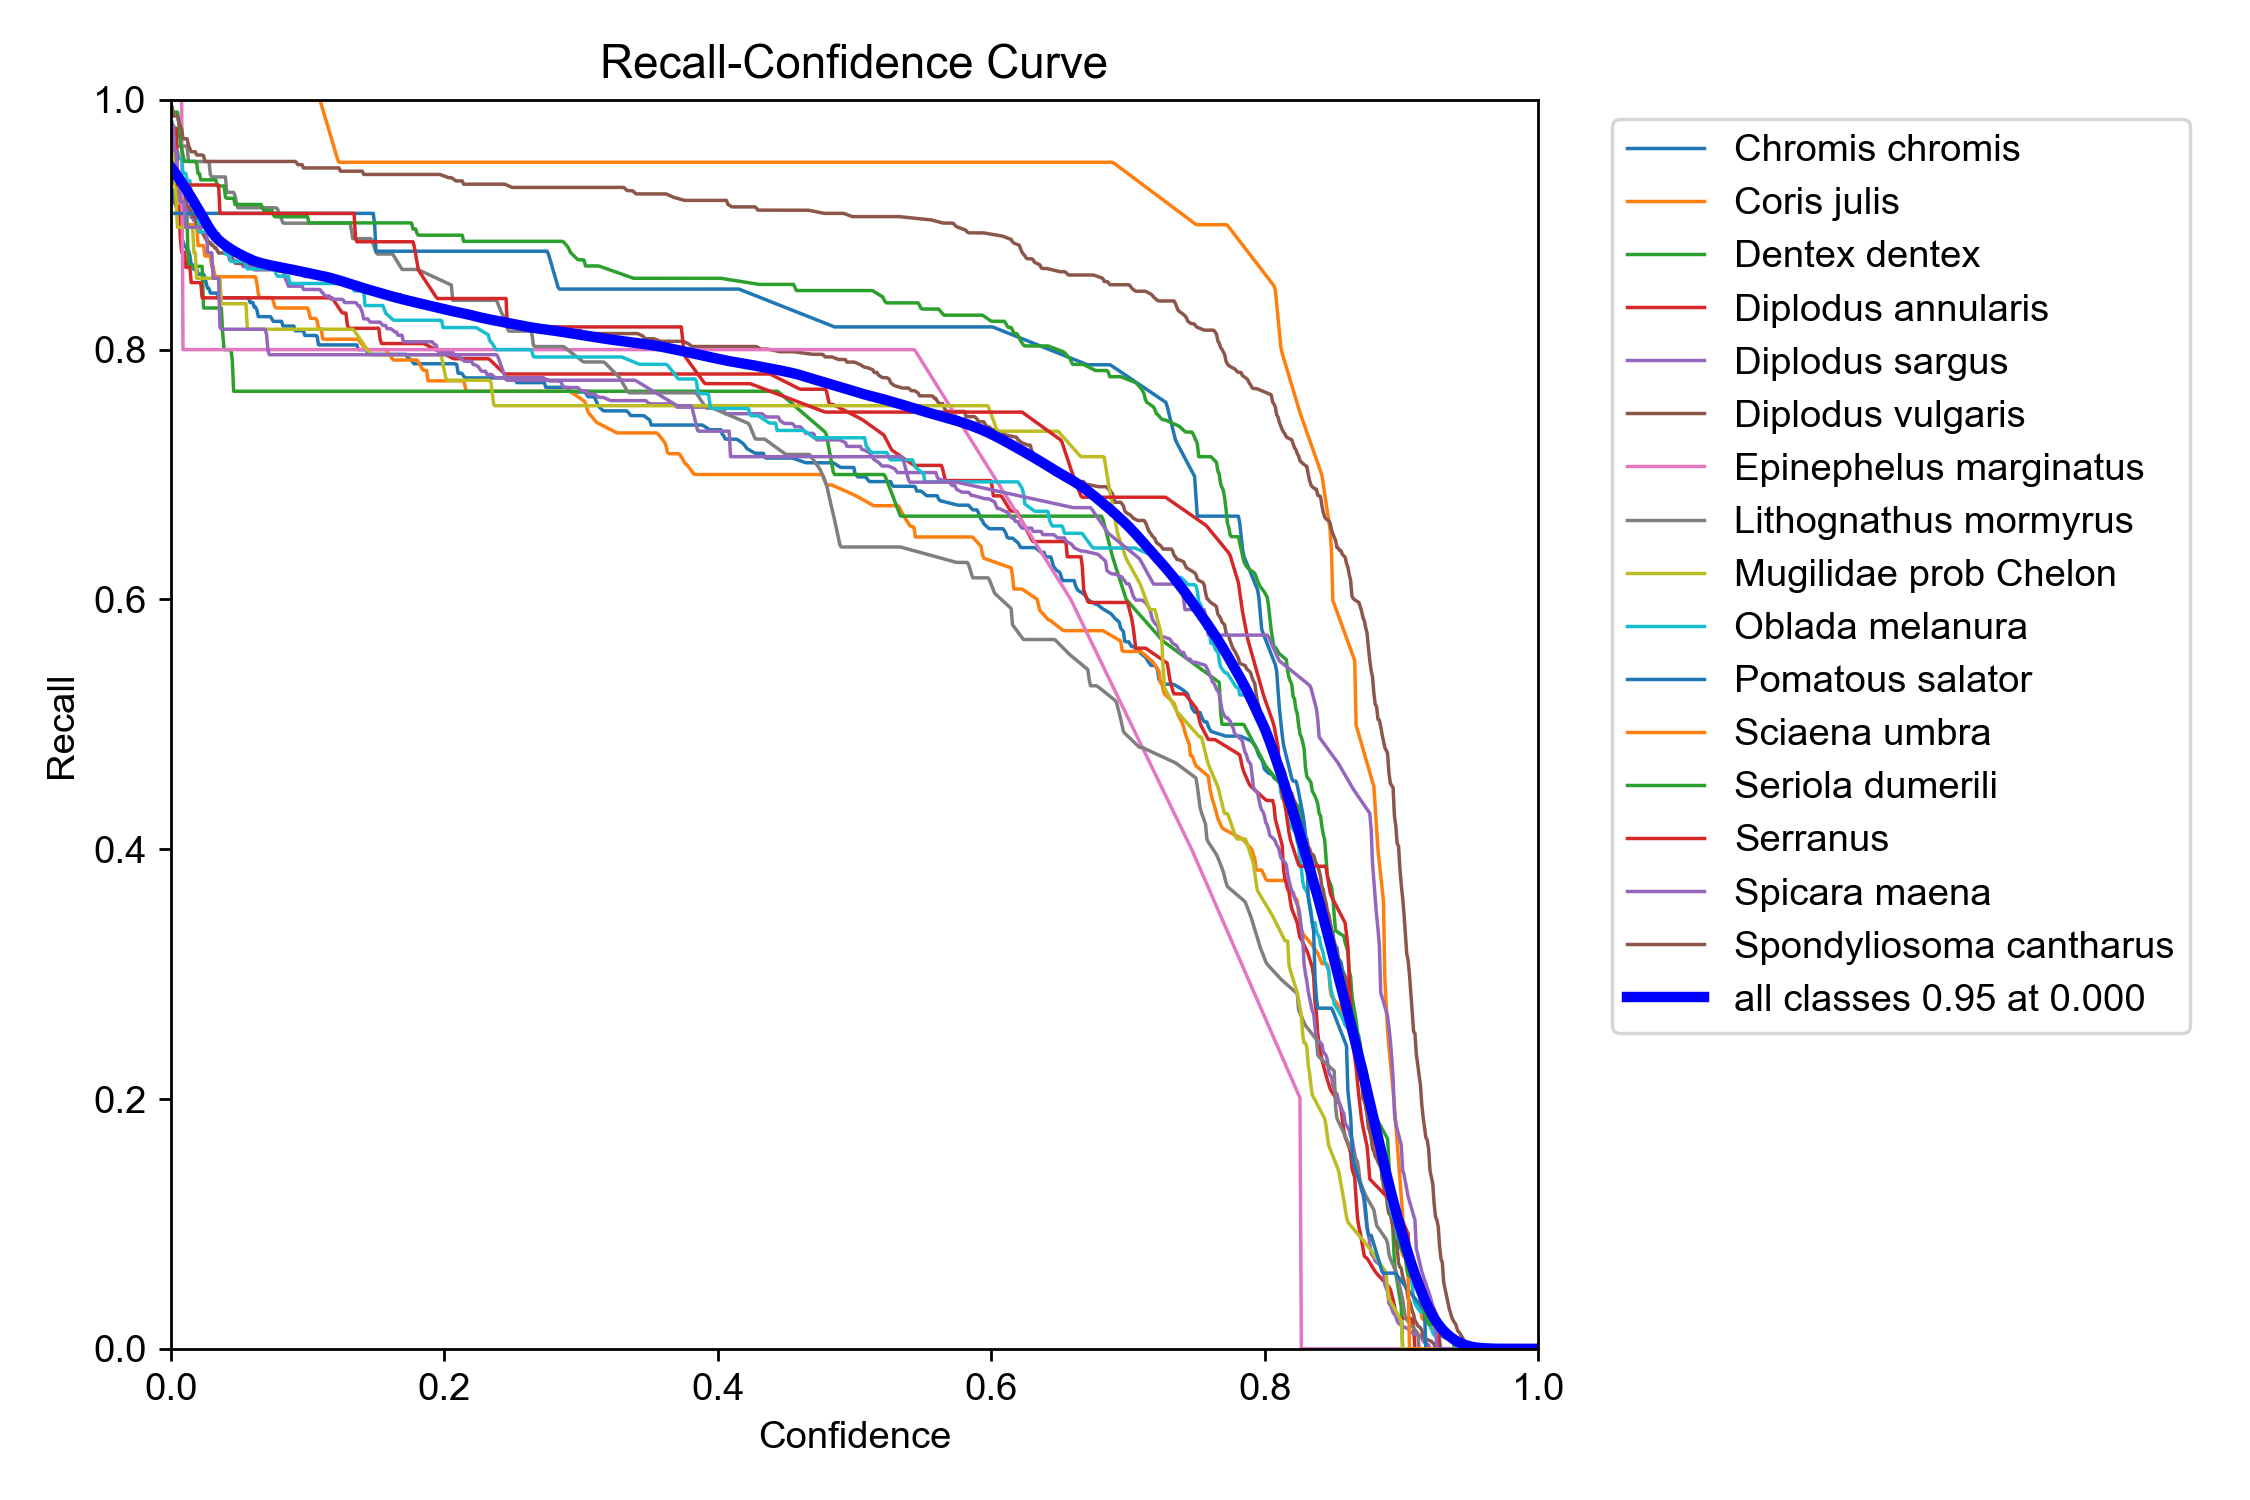 Recall-Confidence Curve
1.0
0.8
0.6
0.4
0.2
0.0
Recall
0.0 0.2 0.4 0.6 0.8 1.0
Confidence
Chromis chromis
Coris julis
Dentex dentex
Diplodus annularis
Diplodus sargus
Diplodus vulgaris
Epinephelus marginatus
Lithognathus mormyrus
Mugilidae prob Chelon
Oblada melanura
Pomatous salator
Sciaena umbra
Seriola dumerili
Serranus
Spicara maena
Spondyliosoma cantharus
all classes 0.95 at 0.000